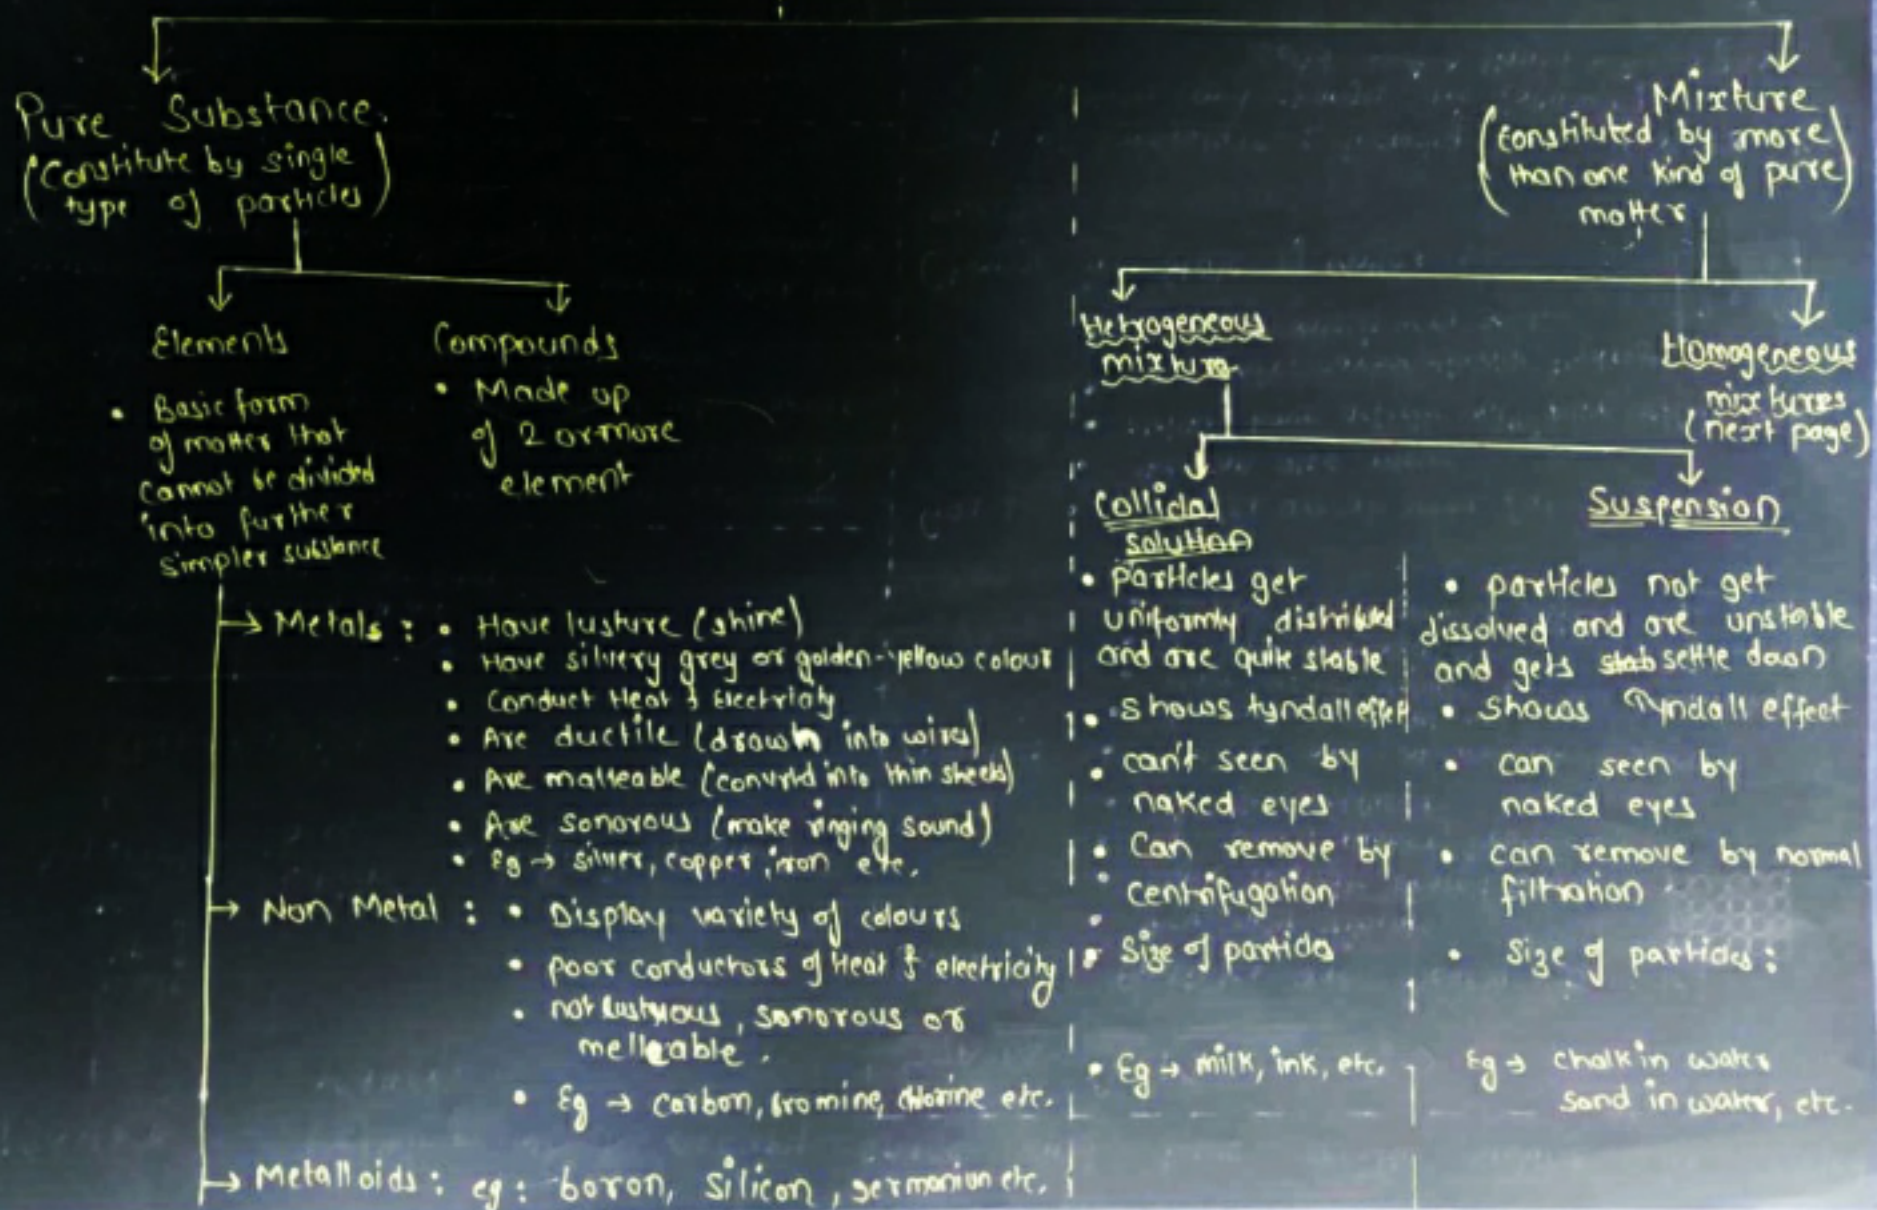 Pure Substance.
(Constitute by single
type of particles)
Elements
• Basic form
of matter that
cannot be divided
into further
simpler substance
Compounds
• Made up
of 2 or more
element
→ Metals : • Have lusture (shine)
• Have silvery grey or golden-yellow colour
• Conduct Heat & Electricity
• Are ductile (drawn into wires)
• Are malleable (convrtd into thin sheets)
• Are sonorous (make ringing sound)
• Eg → silver, copper, iron etc.
→ Non Metal : • Display variety of colours
• poor conductors of Heat & electricity
• not lustrous, sonorous or
melleable.
• Eg → carbon, bromine, chlorine etc.
→ Metalloids : eg : boron, silicon, germanium etc.
Mixture
(constituted by more
than one kind of pure
matter)
Hetrogeneous
mixture
Homogeneous
mixtures
(next page)
Collidal
solution
• particles get
uniformly distributed
and are quite stable
• shows tyndall effect
• can't seen by
naked eyes
• Can remove by
centrifugation
• Size of particles
• Eg → milk, ink, etc.
Suspension
• particles not get
dissolved and are unstable
and gets settle down
• shows Tyndall effect
• can seen by
naked eyes
• can remove by normal
filtration
• Size of particles :
Eg → chalk in water
sand in water, etc.